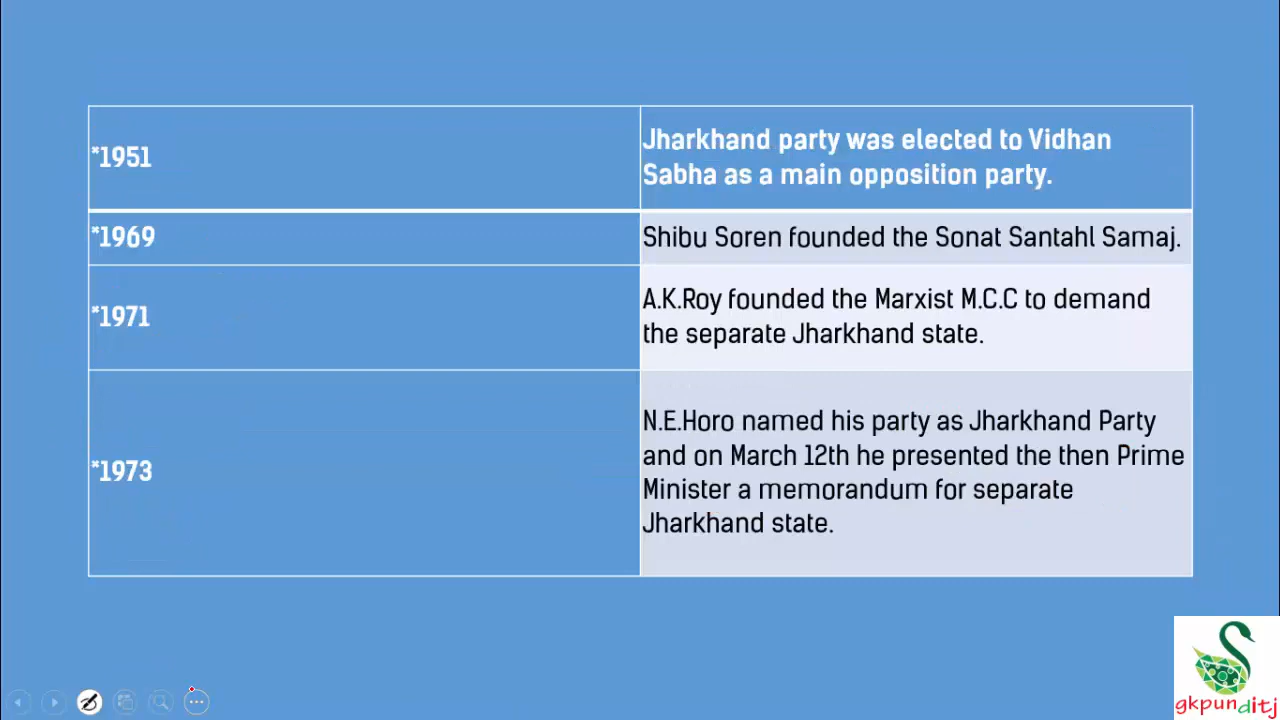 *1951
Jharkhand party was elected to Vidhan
Sabha as a main opposition party.
*1969
Shibu Soren founded the Sonat Santahl Samaj.
*1971
A.K.Roy founded the Marxist M.C.C to demand
the separate Jharkhand state.
*1973
N.E.Horo named his party as Jharkhand Party
and on March 12th he presented the then Prime
Minister a memorandum for separate
Jharkhand state.
gkpunditj